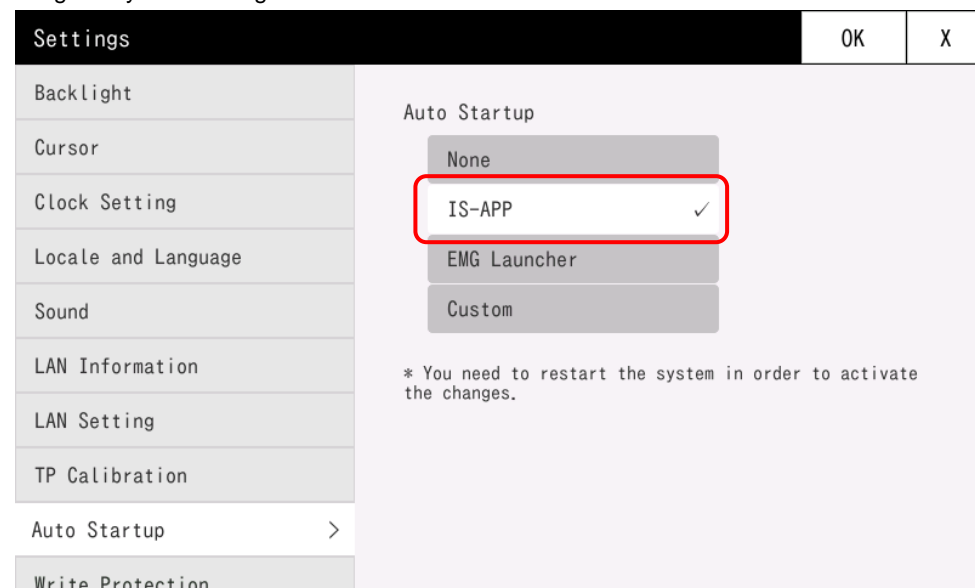 Settings
OK
X
Backlight
Cursor
Clock Setting
Locale and Language
Sound
LAN Information
LAN Setting
TP Calibration
Auto Startup >
Write Protection
Auto Startup
None
IS-APP ✓
EMG Launcher
Custom
* You need to restart the system in order to activate
the changes.